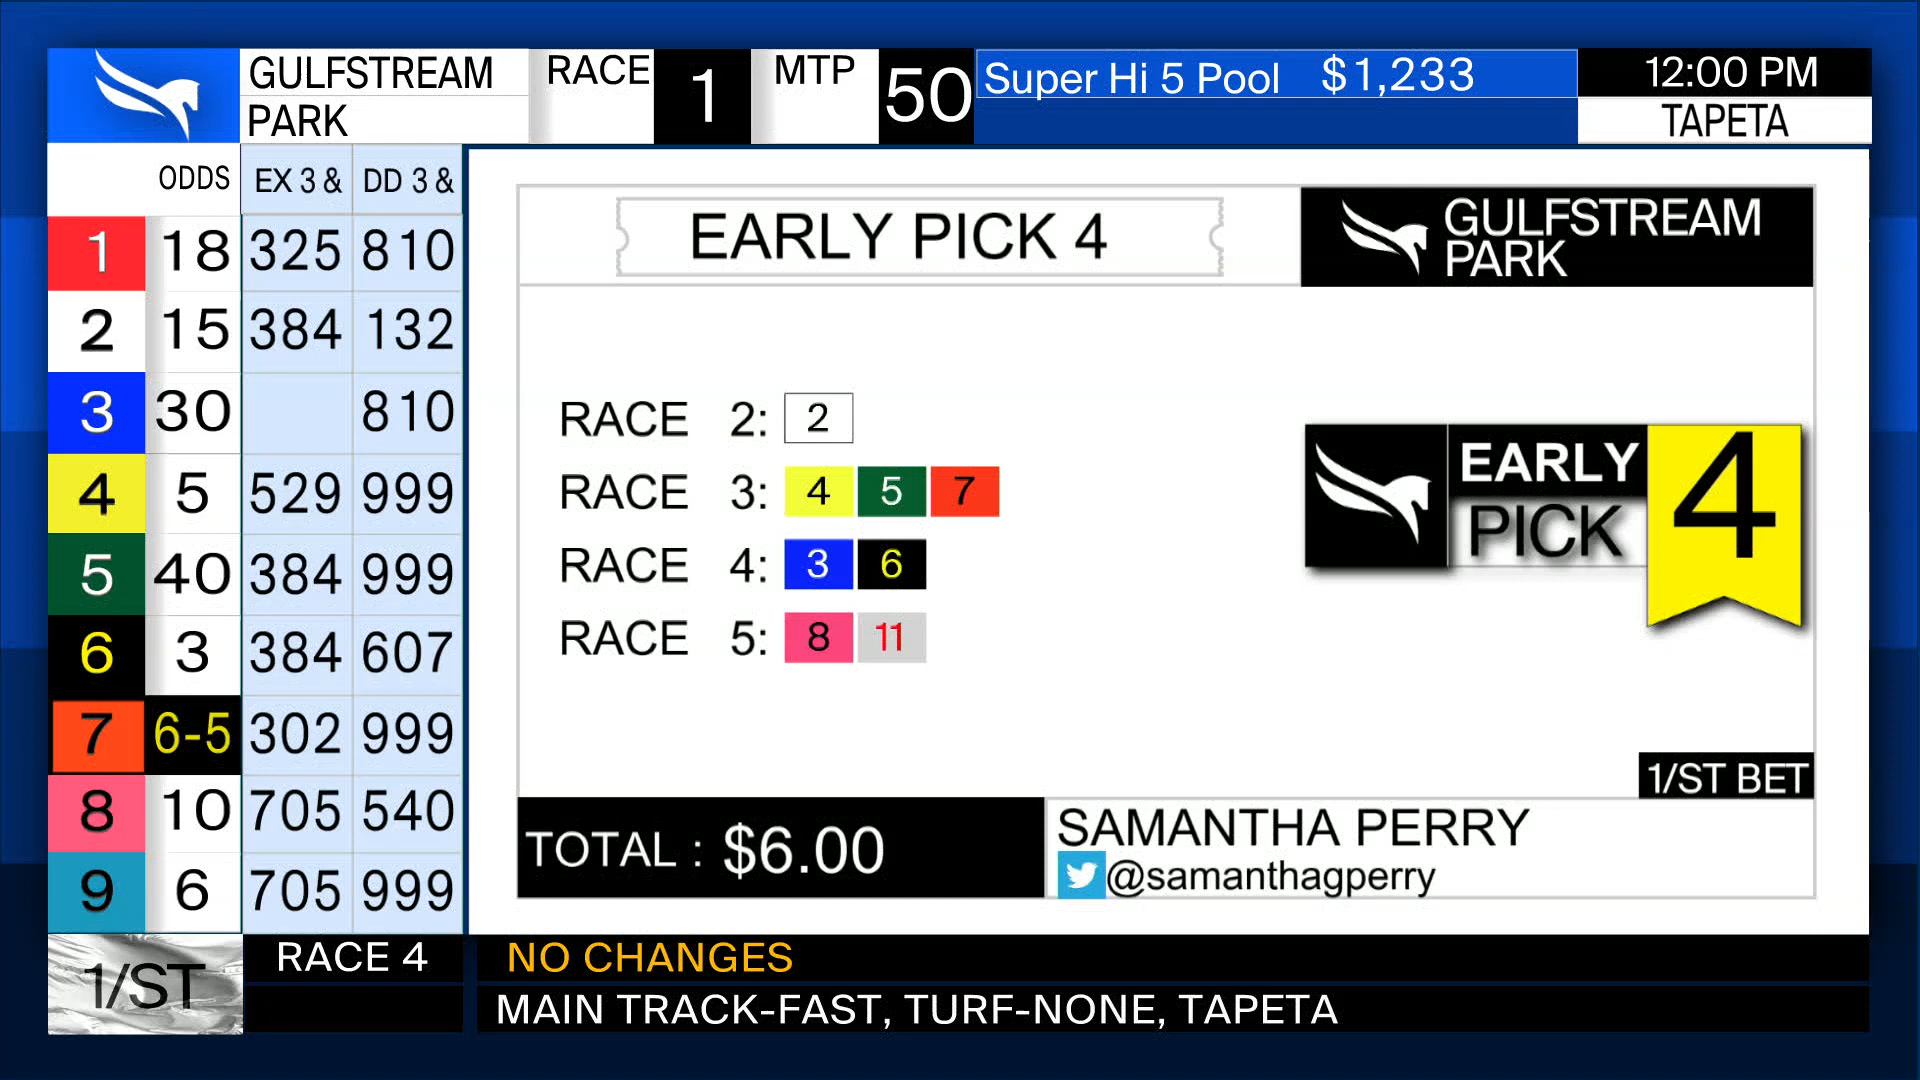 GULFSTREAM PARK
RACE 1
MTP 50
Super Hi 5 Pool $1,233
12:00 PM
TAPETA
ODDS EX 3 & DD 3 &
1 18 325 810
2 15 384 132
3 30 810
4 5 529 999
5 40 384 999
6 3 384 607
7 6-5 302 999
8 10 705 540
9 6 705 999
EARLY PICK 4
GULFSTREAM PARK
RACE 2: 2
RACE 3: 4 5 7
RACE 4: 3 6
RACE 5: 8 11
EARLY PICK 4
1/ST BET
TOTAL : $6.00
SAMANTHA PERRY
@samanthagperry
1/ST
RACE 4
NO CHANGES
MAIN TRACK-FAST, TURF-NONE, TAPETA